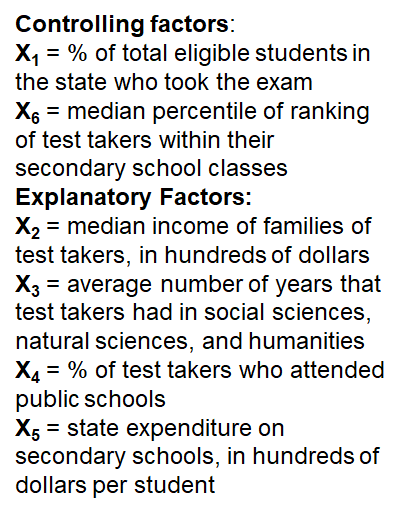 Controlling factors:
X₁ = % of total eligible students in
the state who took the exam
X₆ = median percentile of ranking
of test takers within their
secondary school classes
Explanatory Factors:
X₂ = median income of families of
test takers, in hundreds of dollars
X₃ = average number of years that
test takers had in social sciences,
natural sciences, and humanities
X₄ = % of test takers who attended
public schools
X₅ = state expenditure on
secondary schools, in hundreds of
dollars per student